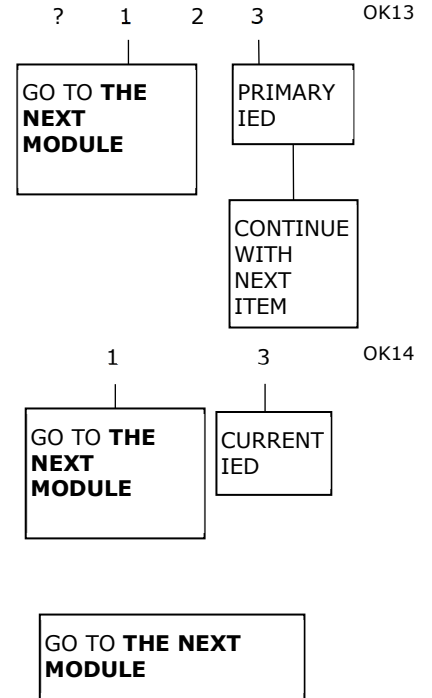 ? 1 2 3 OK13
GO TO THE
NEXT
MODULE
PRIMARY
IED
CONTINUE
WITH
NEXT
ITEM
1 3 OK14
GO TO THE
NEXT
MODULE
CURRENT
IED
GO TO THE NEXT
MODULE